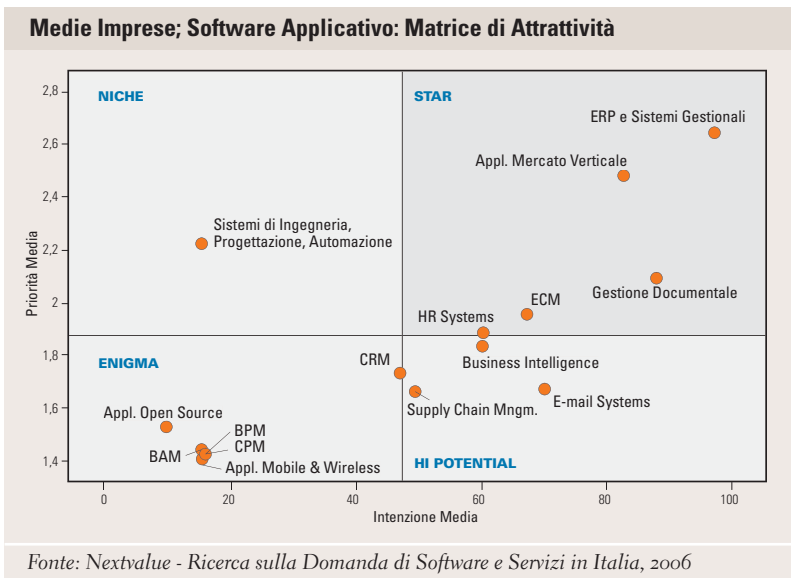 Medie Imprese; Software Applicativo: Matrice di Attrattività
Priorità Media
2,8
2,6
2,4
2,2
2
1,8
1,6
1,4
NICHE
STAR
ERP e Sistemi Gestionali
Appl. Mercato Verticale
Sistemi di Ingegneria,
Progettazione, Automazione
Gestione Documentale
ECM
HR Systems
ENIGMA
CRM
Business Intelligence
Supply Chain Mngm.
E-mail Systems
Appl. Open Source
BPM
CPM
BAM
Appl. Mobile & Wireless
HI POTENTIAL
0
20
40
60
80
100
Intenzione Media
Fonte: Nextvalue - Ricerca sulla Domanda di Software e Servizi in Italia, 2006